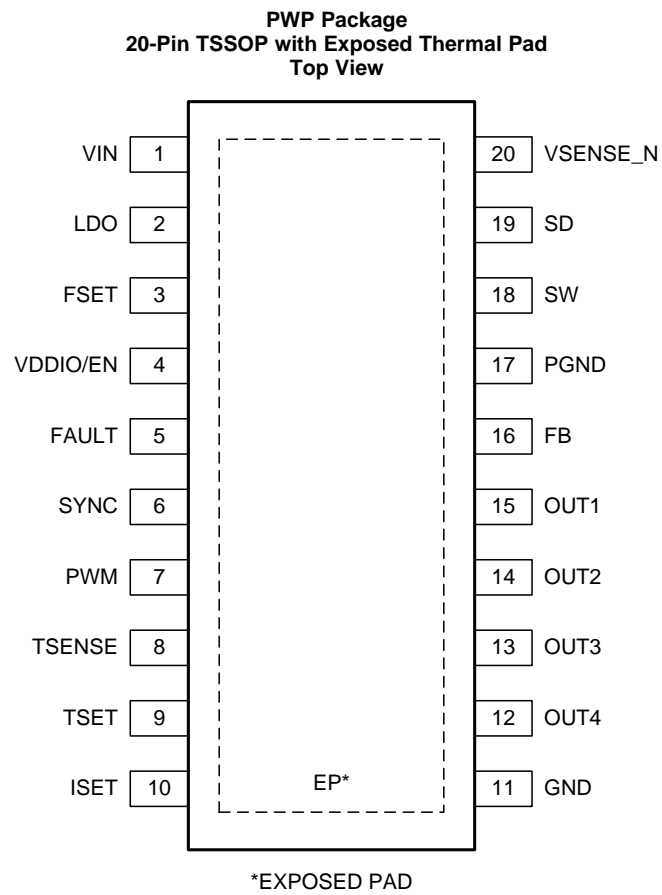 PWP Package
20-Pin TSSOP with Exposed Thermal Pad
Top View
VIN 1 20 VSENSE_N
LDO 2 19 SD
FSET 3 18 SW
VDDIO/EN 4 17 PGND
FAULT 5 16 FB
SYNC 6 15 OUT1
PWM 7 14 OUT2
TSENSE 8 13 OUT3
TSET 9 12 OUT4
ISET 10 EP* 11 GND
*EXPOSED PAD